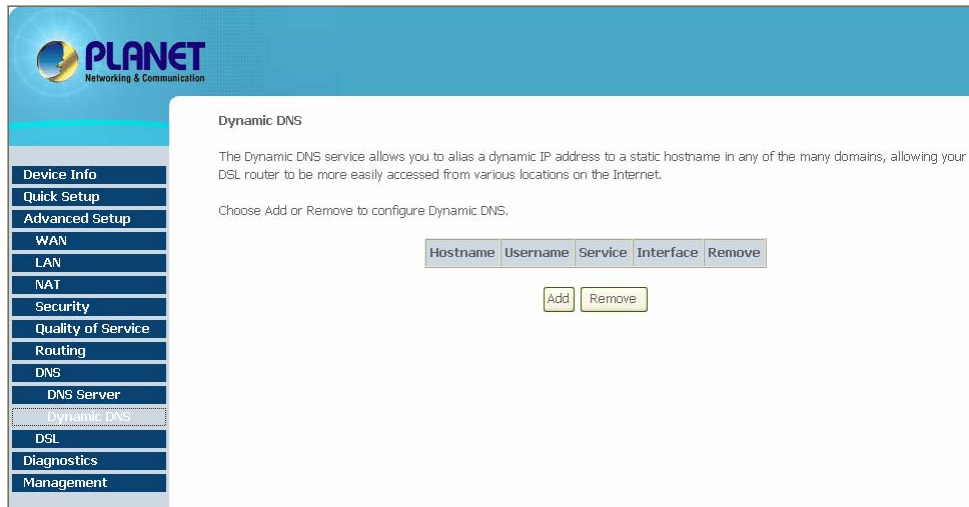 PLANET
Networking & Communication
Device Info
Quick Setup
Advanced Setup
WAN
LAN
NAT
Security
Quality of Service
Routing
DNS
DNS Server
Dynamic DNS
DSL
Diagnostics
Management
Dynamic DNS
The Dynamic DNS service allows you to alias a dynamic IP address to a static hostname in any of the many domains, allowing your
DSL router to be more easily accessed from various locations on the Internet.
Choose Add or Remove to configure Dynamic DNS.
Hostname Username Service Interface Remove
Add Remove